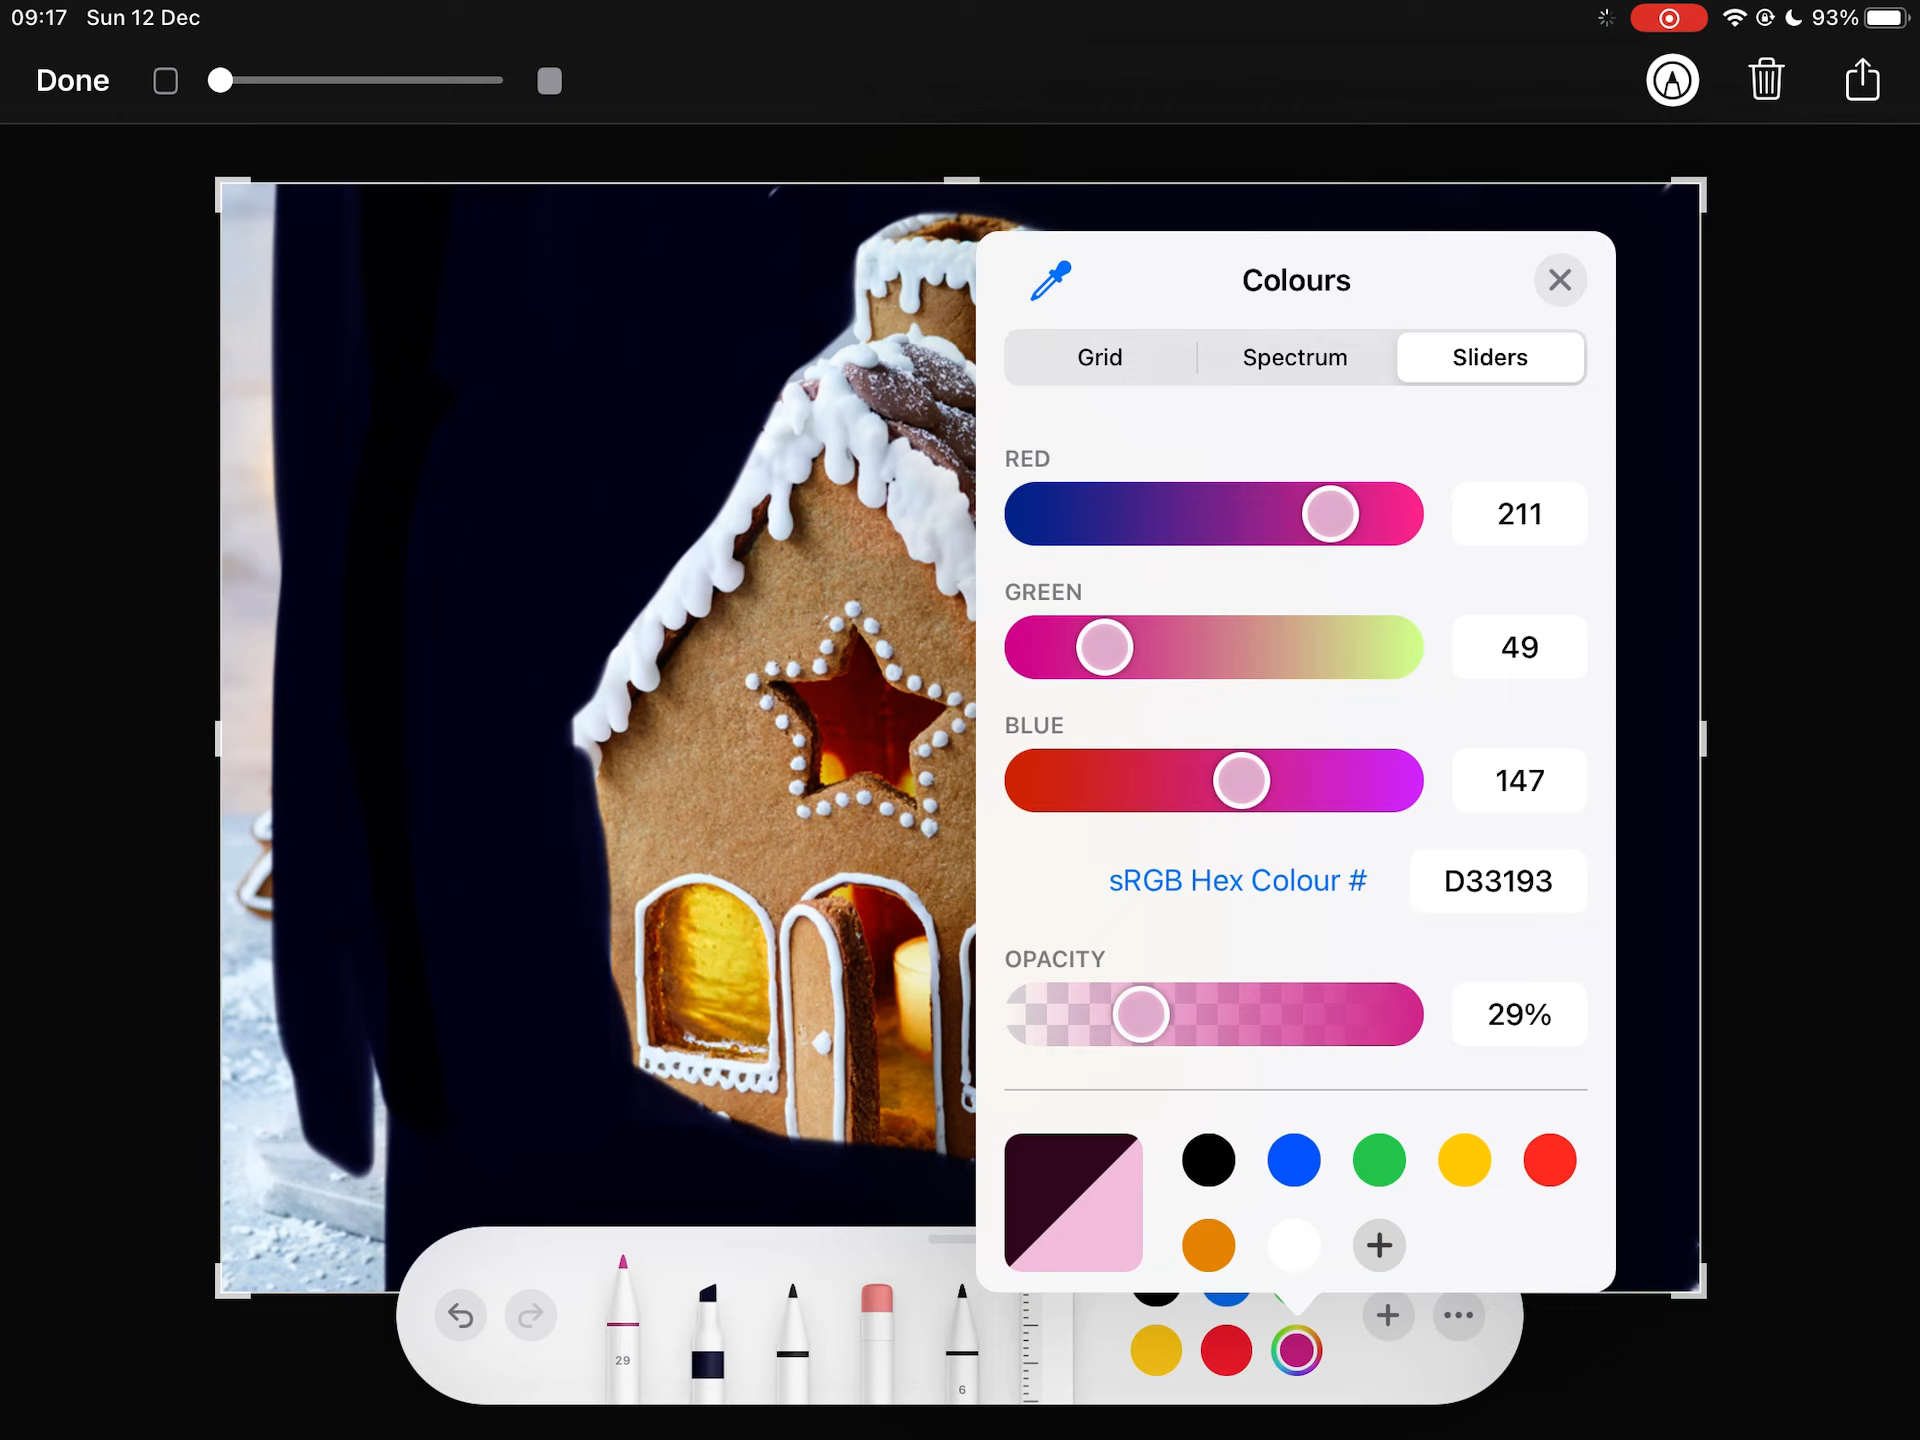 09:17 Sun 12 Dec 93%
Done
Colours
Grid Spectrum Sliders
RED
211
GREEN
49
BLUE
147
sRGB Hex Colour # D33193
OPACITY
29%
29
6